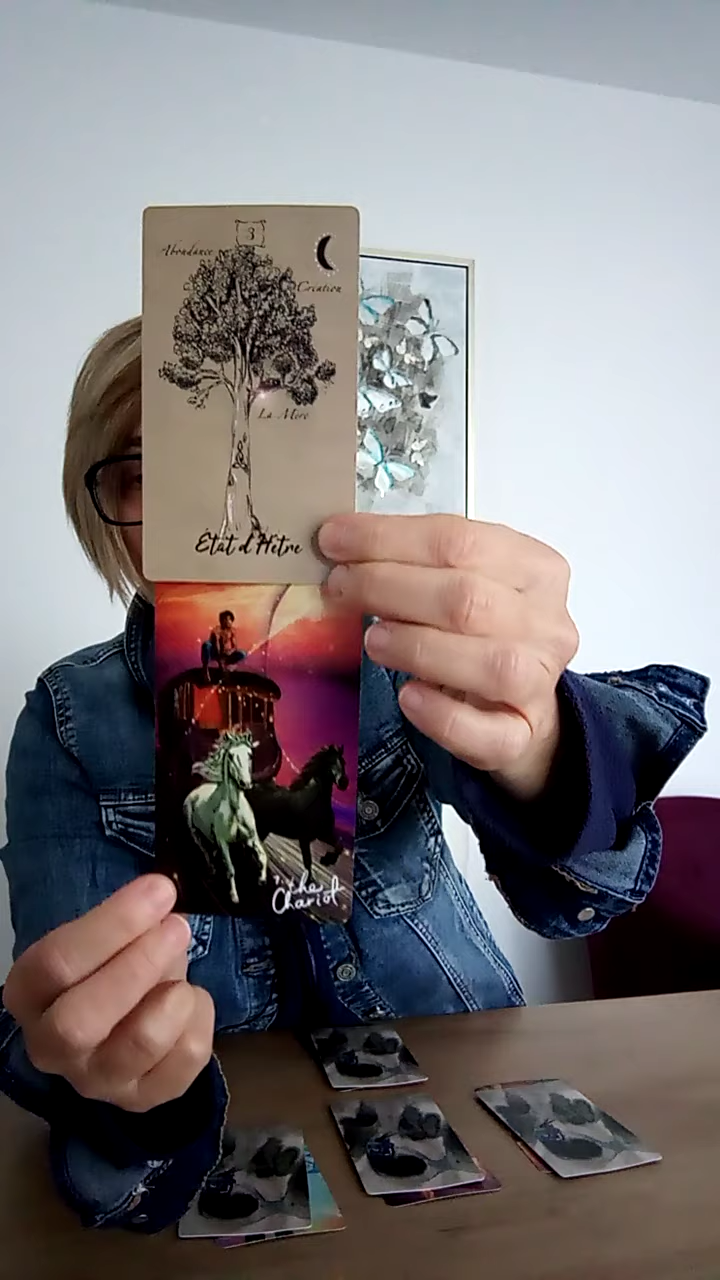 3
Abondance
Création
La Mère
État d'Hêtre
the
Chariot